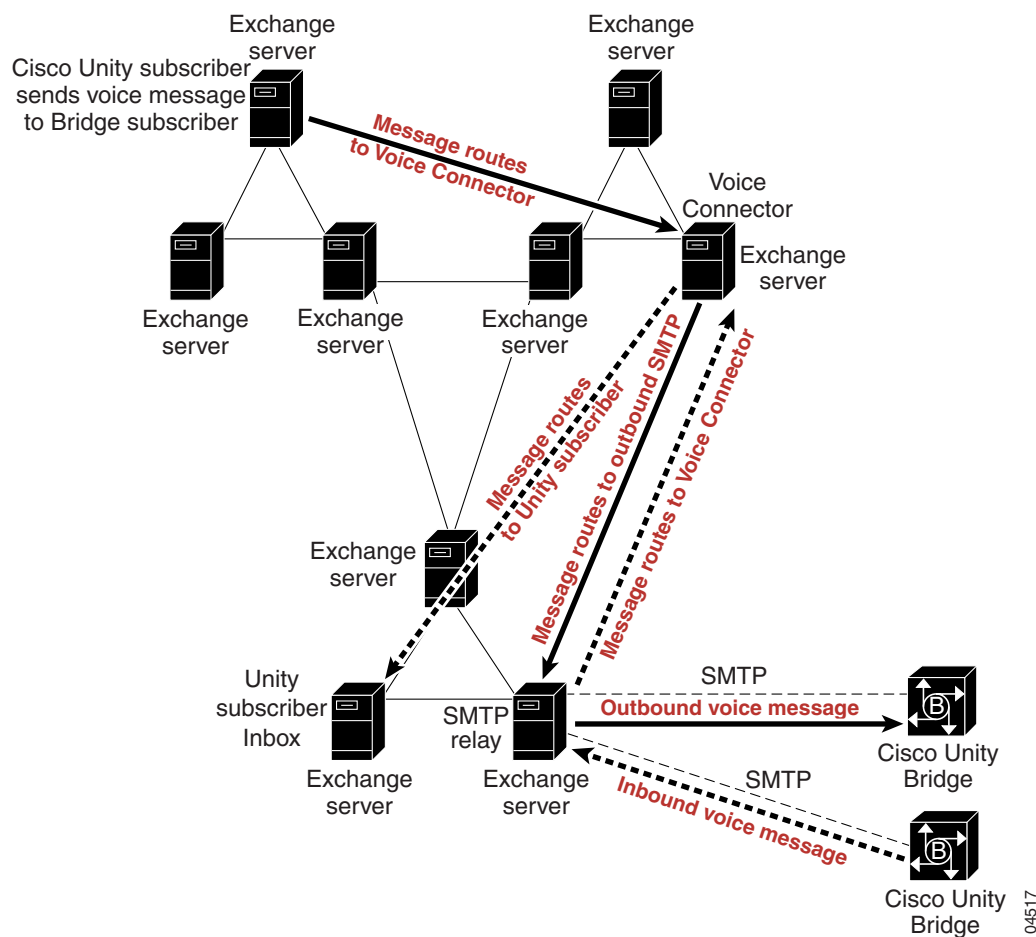 Exchange
server
Cisco Unity subscriber
sends voice message
to Bridge subscriber
Exchange
server
Message routes
to Voice Connector
Voice
Connector
Exchange
server
Exchange
server
Exchange
server
Exchange
server
Message routes
to Unity subscriber
Message routes to outbound SMTP
Message routes to Voice Connector
Exchange
server
Unity
subscriber
Inbox
Exchange
server
SMTP
relay
Exchange
server
SMTP
Outbound voice message
B
Cisco Unity
Bridge
SMTP
Inbound voice message
B
Cisco Unity
Bridge
04517